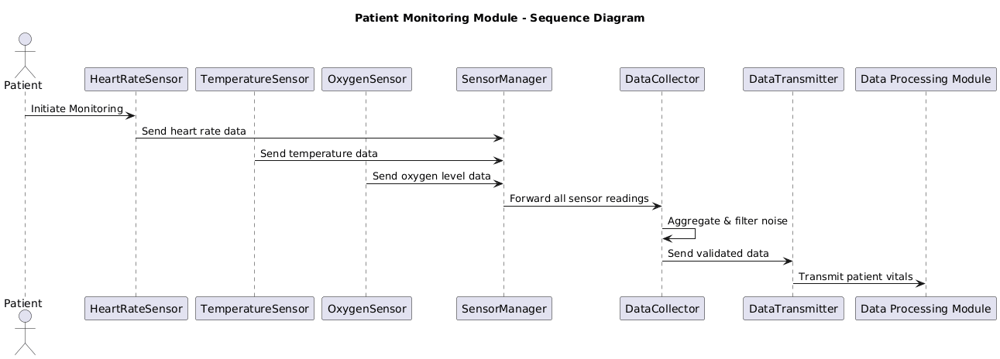 Patient Monitoring Module - Sequence Diagram
Patient
HeartRateSensor
TemperatureSensor
OxygenSensor
SensorManager
DataCollector
DataTransmitter
Data Processing Module
Initiate Monitoring
Send heart rate data
Send temperature data
Send oxygen level data
Forward all sensor readings
Aggregate & filter noise
Send validated data
Transmit patient vitals
Patient
HeartRateSensor
TemperatureSensor
OxygenSensor
SensorManager
DataCollector
DataTransmitter
Data Processing Module